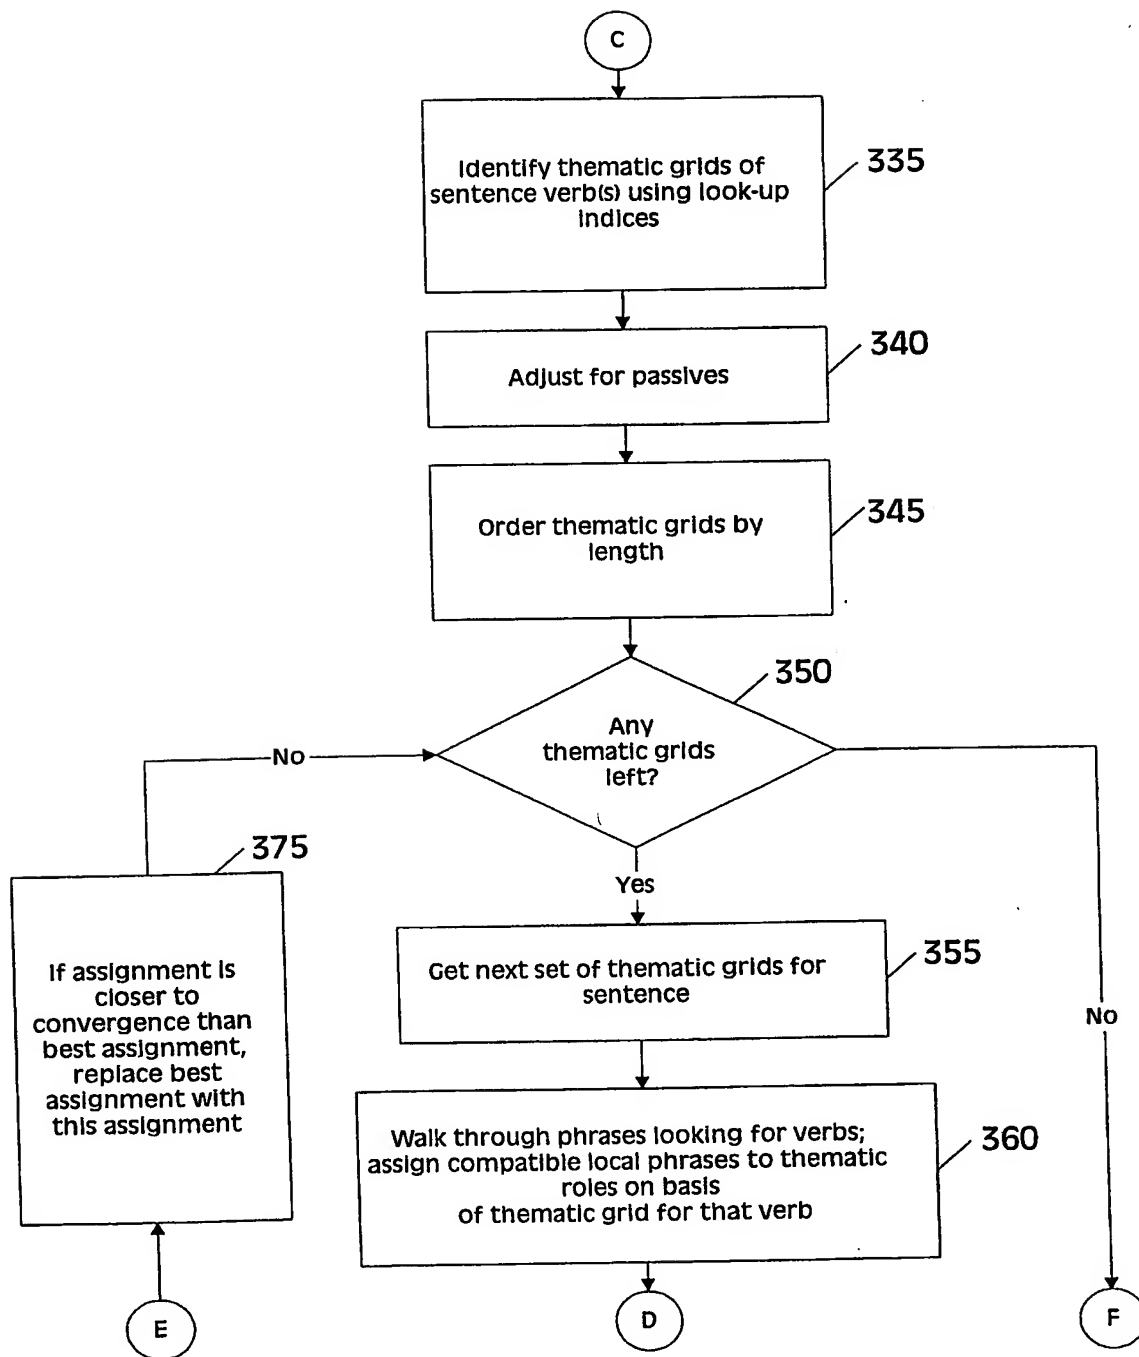 C
Identify thematic grids of
sentence verb(s) using look-up
indices
335
Adjust for passives
340
Order thematic grids by
length
345
Any
thematic grids
left?
350
No
375
If assignment is
closer to
convergence than
best assignment,
replace best
assignment with
this assignment
Yes
Get next set of thematic grids for
sentence
355
No
Walk through phrases looking for verbs;
assign compatible local phrases to thematic
roles on basis
of thematic grid for that verb
360
E
D
F